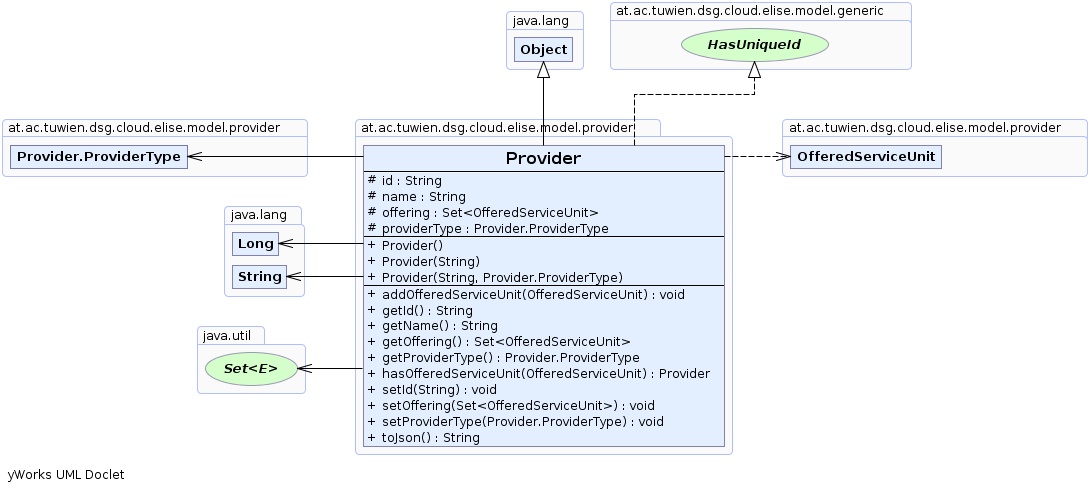 java.lang
Object
at.ac.tuwien.dsg.cloud.elise.model.generic
HasUniqueId
at.ac.tuwien.dsg.cloud.elise.model.provider
Provider.ProviderType
at.ac.tuwien.dsg.cloud.elise.model.provider
Provider
# id : String
# name : String
# offering : Set<OfferedServiceUnit>
# providerType : Provider.ProviderType
+ Provider()
+ Provider(String)
+ Provider(String, Provider.ProviderType)
+ addOfferedServiceUnit(OfferedServiceUnit) : void
+ getId() : String
+ getName() : String
+ getOffering() : Set<OfferedServiceUnit>
+ getProviderType() : Provider.ProviderType
+ hasOfferedServiceUnit(OfferedServiceUnit) : Provider
+ setId(String) : void
+ setOffering(Set<OfferedServiceUnit>) : void
+ setProviderType(Provider.ProviderType) : void
+ toJson() : String
at.ac.tuwien.dsg.cloud.elise.model.provider
OfferedServiceUnit
java.lang
Long
String
java.util
Set<E>
yWorks UML Doclet